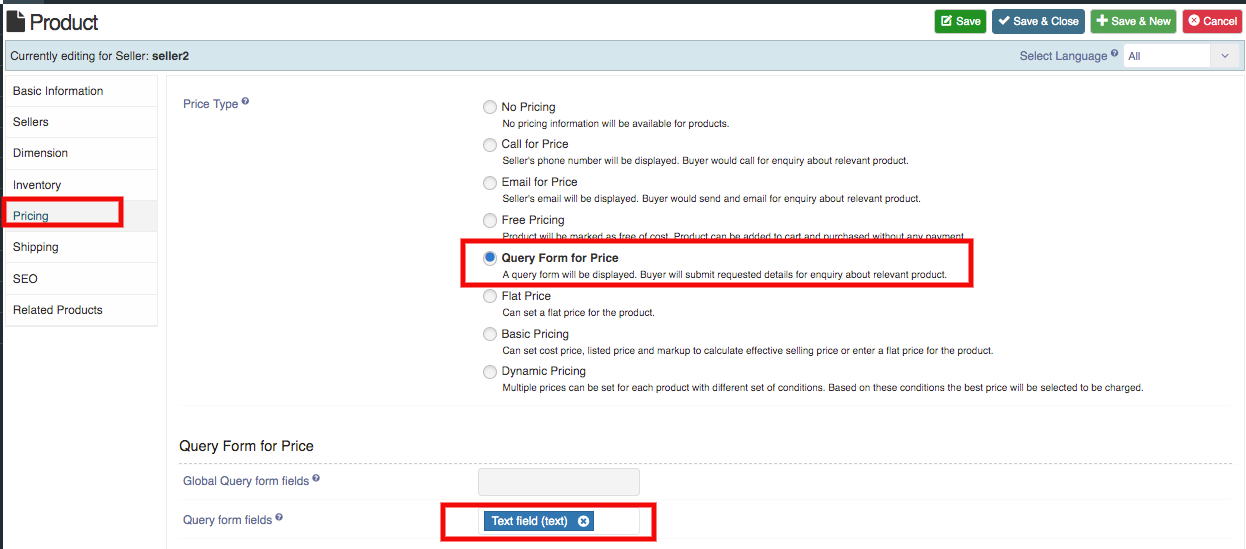 Product
Save
Save & Close
Save & New
Cancel
Currently editing for Seller: seller2
Select Language
All
Basic Information
Sellers
Dimension
Inventory
Pricing
Shipping
SEO
Related Products
Price Type
No Pricing
No pricing information will be available for products.
Call for Price
Seller's phone number will be displayed. Buyer would call for enquiry about relevant product.
Email for Price
Seller's email will be displayed. Buyer would send and email for enquiry about relevant product.
Free Pricing
Product will be marked as free of cost. Product can be added to cart and purchased without any payment.
Query Form for Price
A query form will be displayed. Buyer will submit requested details for enquiry about relevant product.
Flat Price
Can set a flat price for the product.
Basic Pricing
Can set cost price, listed price and markup to calculate effective selling price or enter a flat price for the product.
Dynamic Pricing
Multiple prices can be set for each product with different set of conditions. Based on these conditions the best price will be selected to be charged.
Query Form for Price
Global Query form fields
Query form fields
Text field (text)